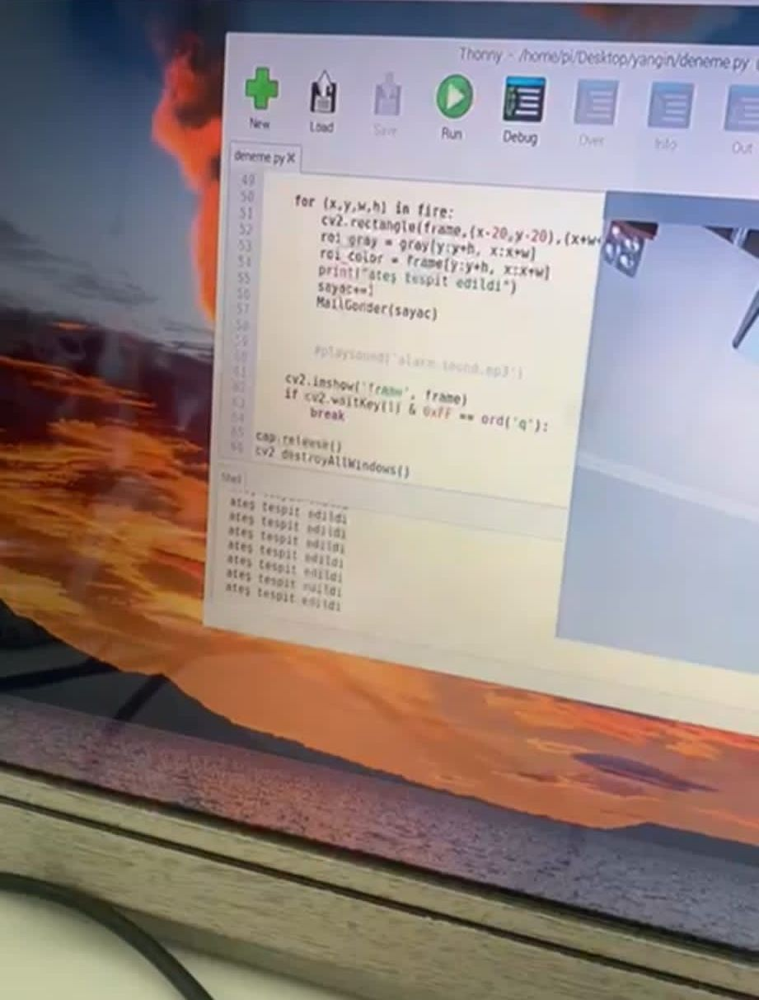 Thonny - /home/pi/Desktop/yangin/deneme.py
New Load Save Run Debug Over Into Out
deneme.py
49
50
51 for (x,y,w,h) in fire:
52 cv2.rectangle(frame,(x-20,y-20),(x+w
53 roi_gray = gray[y:y+h, x:x+w]
54 roi_color = frame[y:y+h, x:x+w]
55 print("ateş tespit edildi")
56 sayac+=1
57 MailGonder(sayac)
58
59
60 #playsound('alarm-sound.mp3')
61
62 cv2.imshow('frame', frame)
63 if cv2.waitKey(1) & 0xFF == ord('q'):
64 break
65 cap.release()
66 cv2.destroyAllWindows()
Shell
ateş tespit edildi
ateş tespit edildi
ateş tespit edildi
ateş tespit edildi
ateş tespit edildi
ateş tespit edildi
ateş tespit edildi